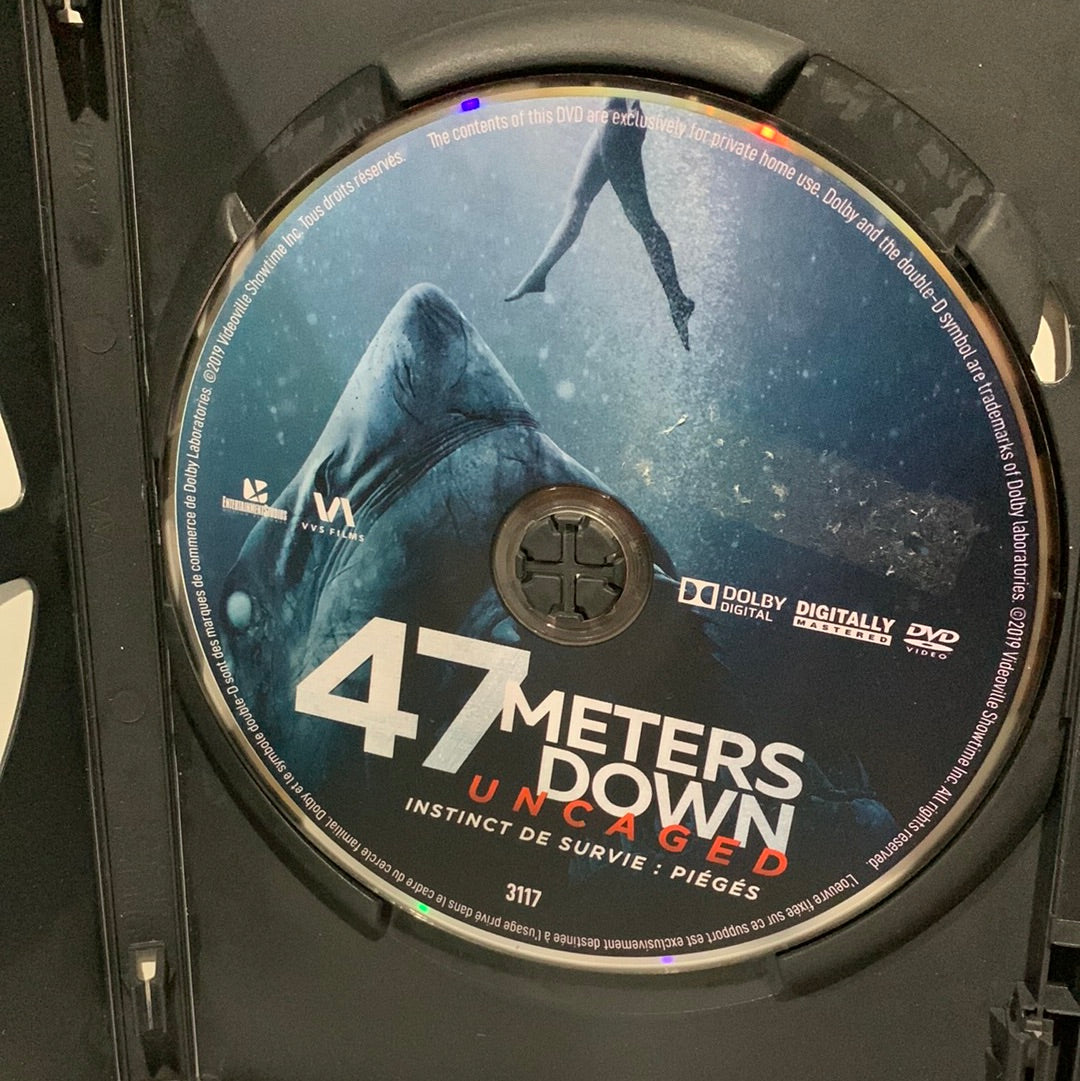 The contents of this DVD are exclusively for private home use. Dolby and the double-D symbol are trademarks of Dolby laboratories. ©2019 Videoville Showtime Inc. All rights reserved.
L'oeuvre fixée sur ce support est exclusivement destinée à l'usage privé dans le cadre du cercle familial. Dolby et le symbole double-D sont des marques de commerce de Dolby Laboratories. ©2019 Videoville Showtime Inc. Tous droits réservés.
ENTERTAINMENT STUDIOS
VVS FILMS
DOLBY
DIGITAL
DIGITALLY
MASTERED
DVD
VIDEO
47 METERS
DOWN
UNCAGED
INSTINCT DE SURVIE : PIÉGÉS
3117